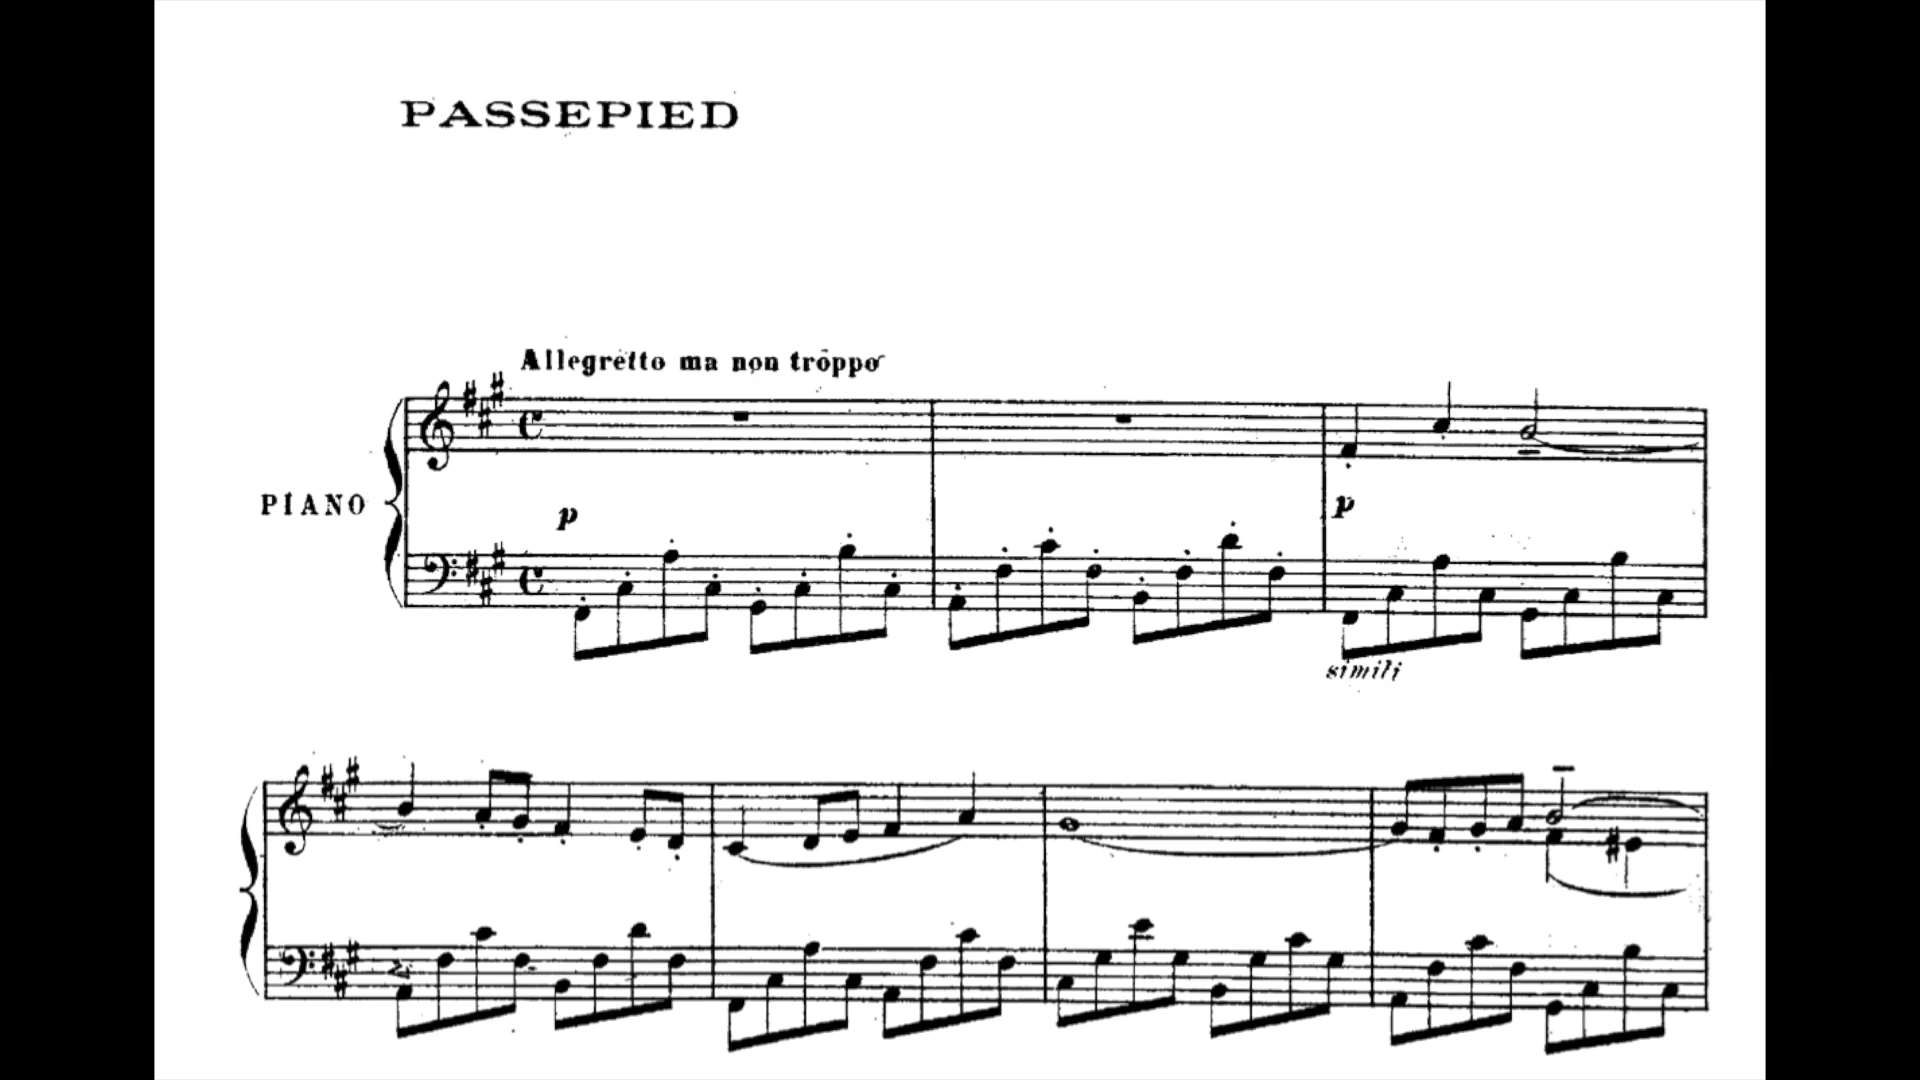 PASSEPIED
Allegretto ma non troppo
PIANO
p
p
simili